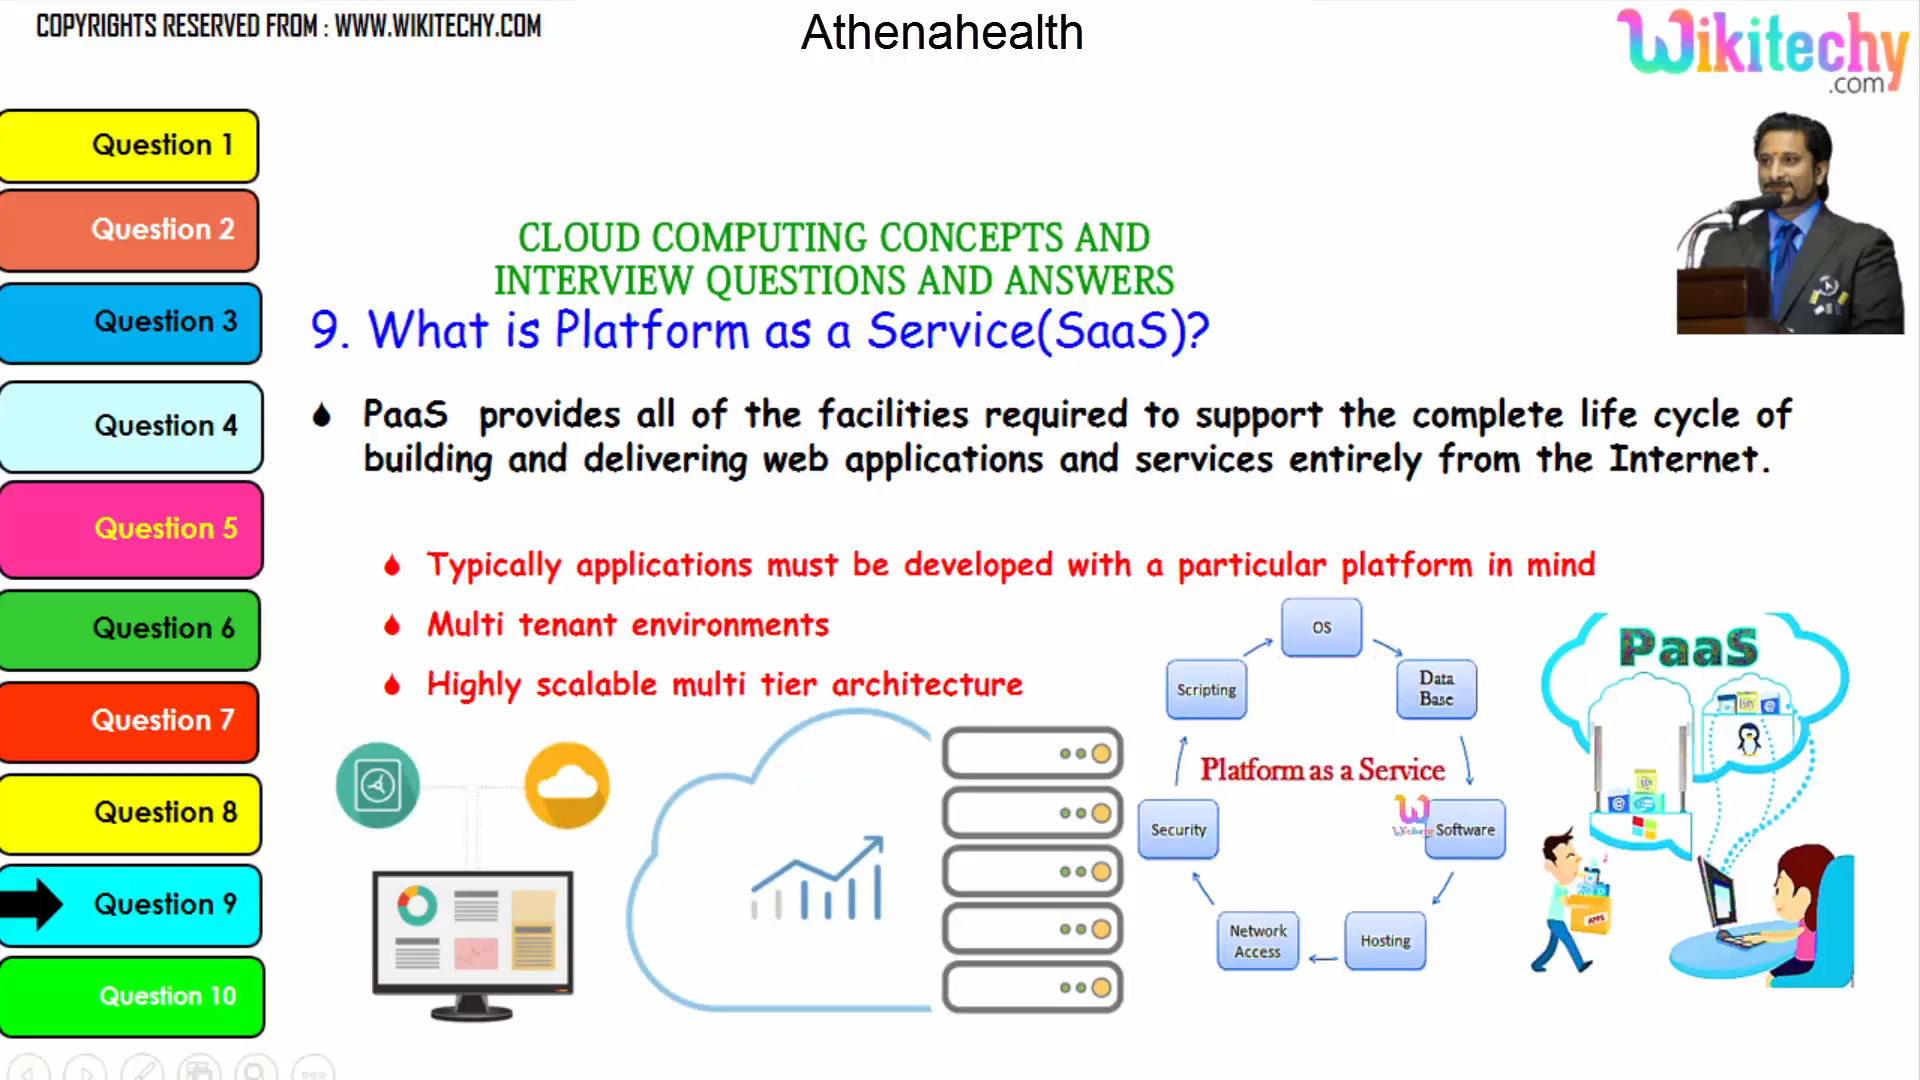 COPYRIGHTS RESERVED FROM : WWW.WIKITECHY.COM
Athenahealth
Wikitechy
.com
Question 1
Question 2
Question 3
Question 4
Question 5
Question 6
Question 7
Question 8
Question 9
Question 10
CLOUD COMPUTING CONCEPTS AND
INTERVIEW QUESTIONS AND ANSWERS
9. What is Platform as a Service(SaaS)?
PaaS provides all of the facilities required to support the complete life cycle of
building and delivering web applications and services entirely from the Internet.
Typically applications must be developed with a particular platform in mind
Multi tenant environments
Highly scalable multi tier architecture
OS
Scripting
Data
Base
Platform as a Service
Security
Software
Network
Access
Hosting
PaaS
APPS